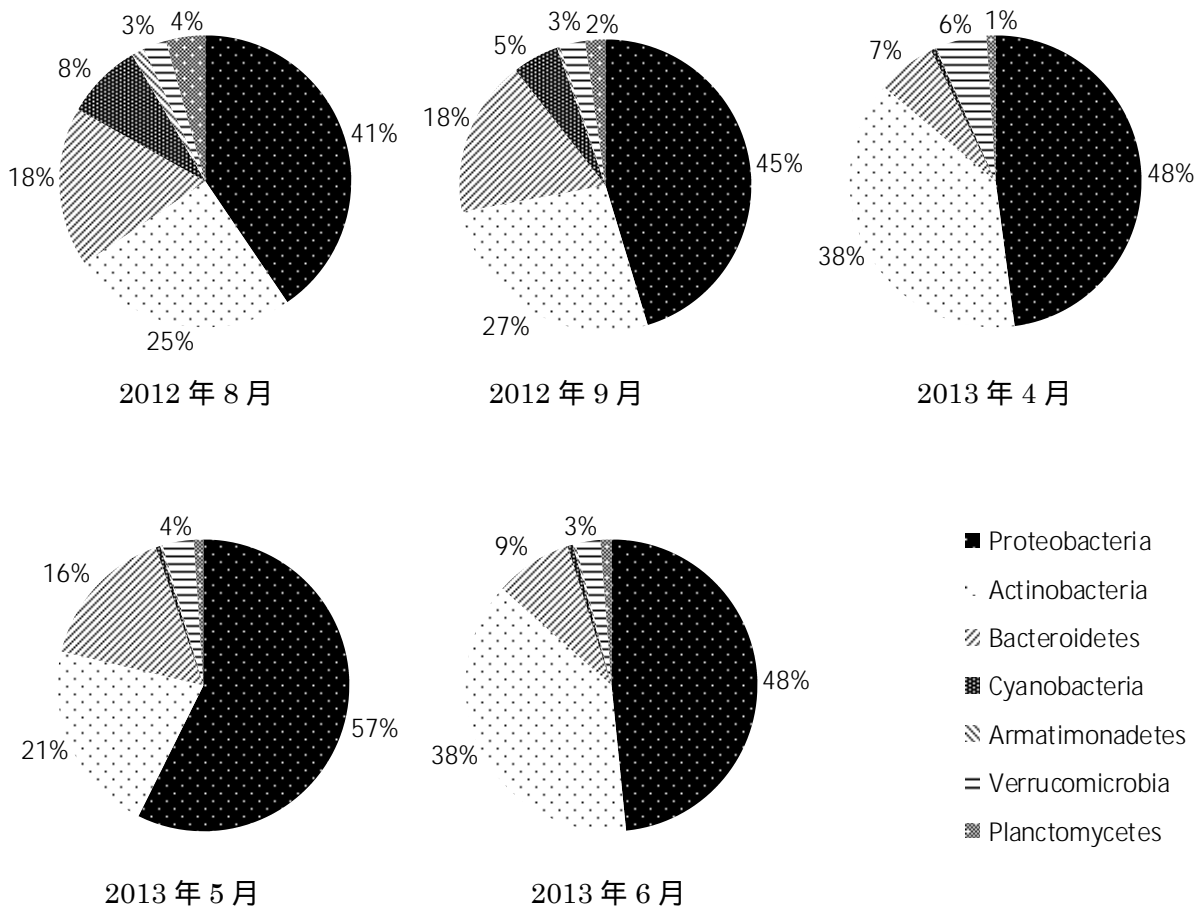 3% 4%
8%
41%
18%
25%
2012 年 8 月
3% 2%
5%
18%
45%
27%
2012 年 9 月
6% 1%
7%
48%
38%
2013 年 4 月
4%
16%
57%
21%
2013 年 5 月
3%
9%
48%
38%
2013 年 6 月
Proteobacteria
Actinobacteria
Bacteroidetes
Cyanobacteria
Armatimonadetes
Verrucomicrobia
Planctomycetes